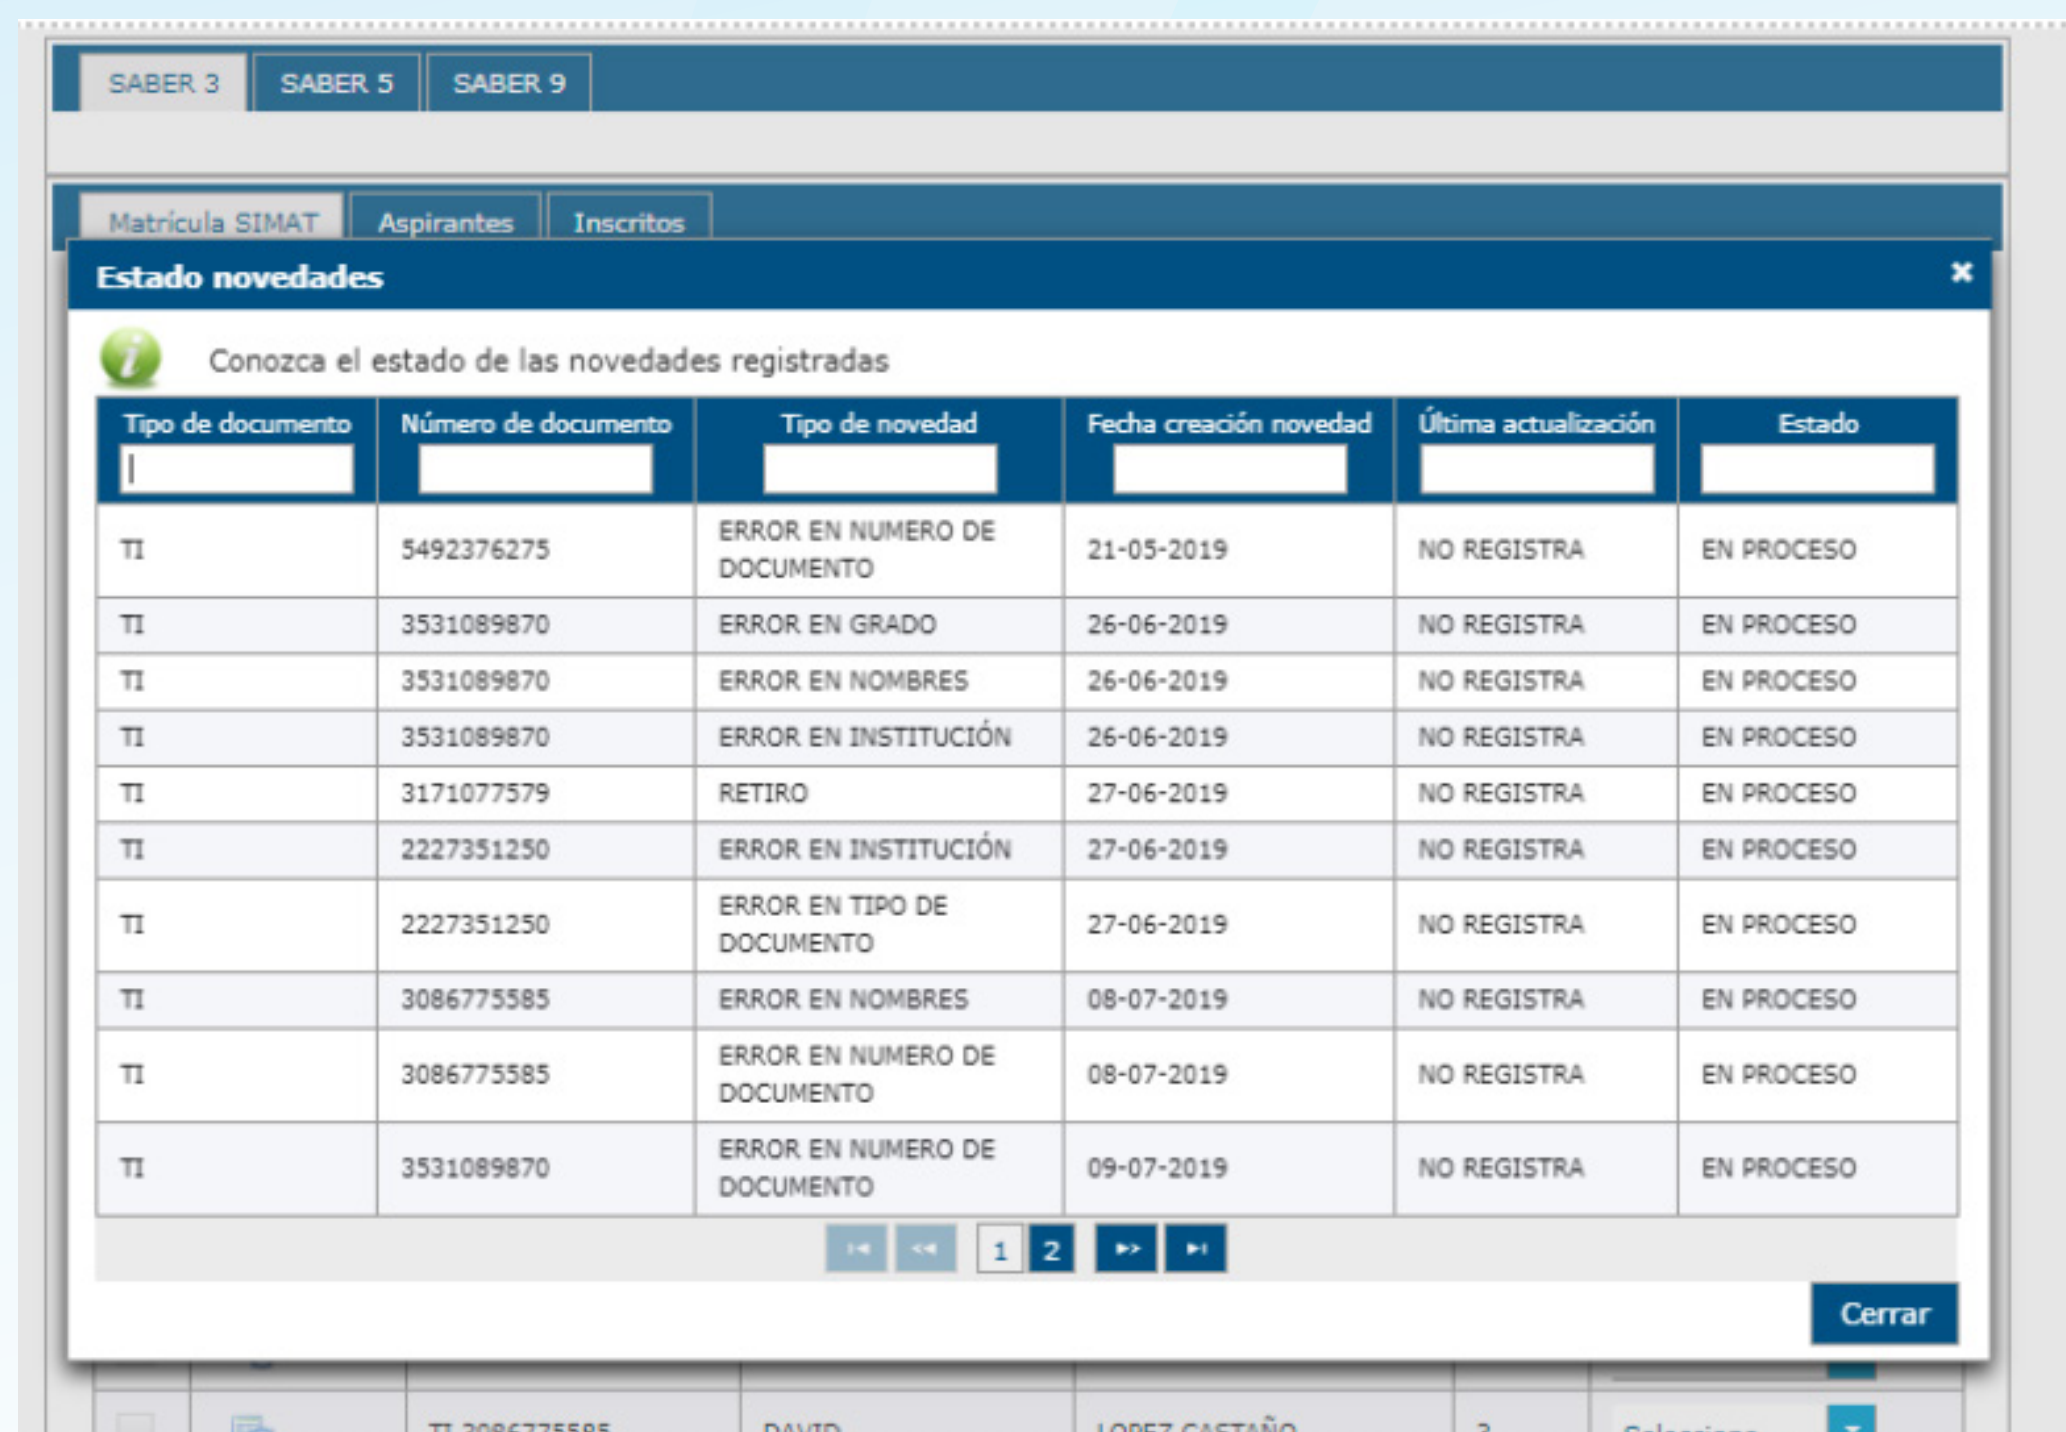 SABER 3 SABER 5 SABER 9
Matrícula SIMAT Aspirantes Inscritos
Estado novedades
Conozca el estado de las novedades registradas
Tipo de documento Número de documento Tipo de novedad Fecha creación novedad Última actualización Estado
TI 5492376275 ERROR EN NUMERO DE DOCUMENTO 21-05-2019 NO REGISTRA EN PROCESO
TI 3531089870 ERROR EN GRADO 26-06-2019 NO REGISTRA EN PROCESO
TI 3531089870 ERROR EN NOMBRES 26-06-2019 NO REGISTRA EN PROCESO
TI 3531089870 ERROR EN INSTITUCIÓN 26-06-2019 NO REGISTRA EN PROCESO
TI 3171077579 RETIRO 27-06-2019 NO REGISTRA EN PROCESO
TI 2227351250 ERROR EN INSTITUCIÓN 27-06-2019 NO REGISTRA EN PROCESO
TI 2227351250 ERROR EN TIPO DE DOCUMENTO 27-06-2019 NO REGISTRA EN PROCESO
TI 3086775585 ERROR EN NOMBRES 08-07-2019 NO REGISTRA EN PROCESO
TI 3086775585 ERROR EN NUMERO DE DOCUMENTO 08-07-2019 NO REGISTRA EN PROCESO
TI 3531089870 ERROR EN NUMERO DE DOCUMENTO 09-07-2019 NO REGISTRA EN PROCESO
1 2
Cerrar
TI 3086775585 DAVID LOPEZ CASTAÑO 3